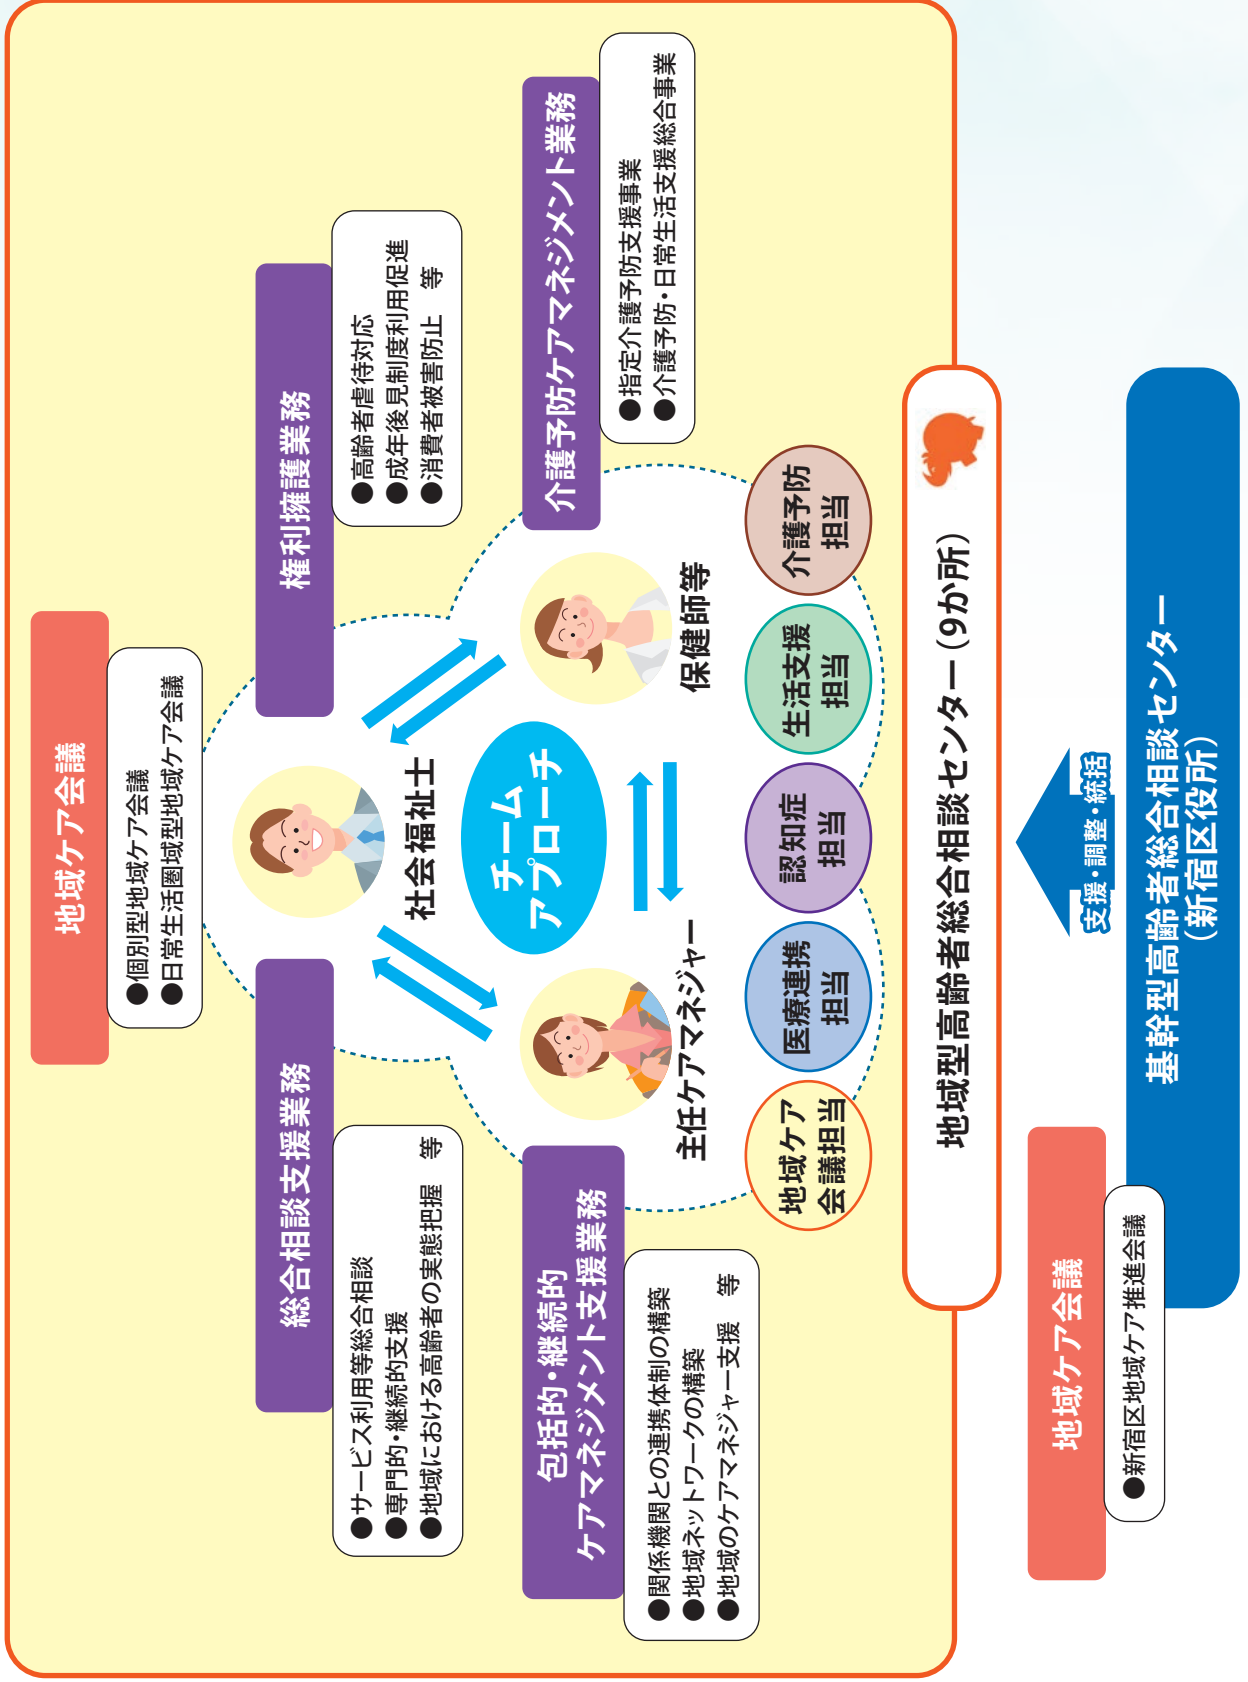 地域ケア会議
●個別型地域ケア会議
●日常生活圏域型地域ケア会議
総合相談支援業務
●サービス利用等総合相談
●専門的・継続的支援
●地域における高齢者の実態把握 等
権利擁護業務
●高齢者虐待対応
●成年後見制度利用促進
●消費者被害防止 等
社会福祉士
チーム
アプローチ
包括的・継続的
ケアマネジメント支援業務
●関係機関との連携体制の構築
●地域ネットワークの構築
●地域のケアマネジャー支援 等
介護予防ケアマネジメント業務
●指定介護予防支援事業
●介護予防・日常生活支援総合事業
主任ケアマネジャー
保健師等
地域ケア
会議担当
医療連携
担当
認知症
担当
生活支援
担当
介護予防
担当
地域型高齢者総合相談センター(9か所)
支援・調整・統括
地域ケア会議
●新宿区地域ケア推進会議
基幹型高齢者総合相談センター
(新宿区役所)